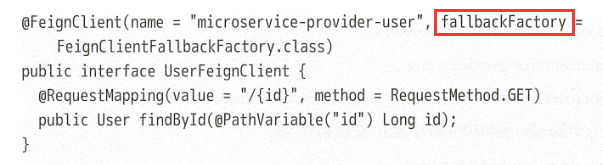 @FeignClient(name = "microservice-provider-user", fallbackFactory =
FeignClientFallbackFactory.class)
public interface UserFeignClient {
@RequestMapping(value = "/{id}", method = RequestMethod.GET)
public User findById(@PathVariable("id") Long id);
}